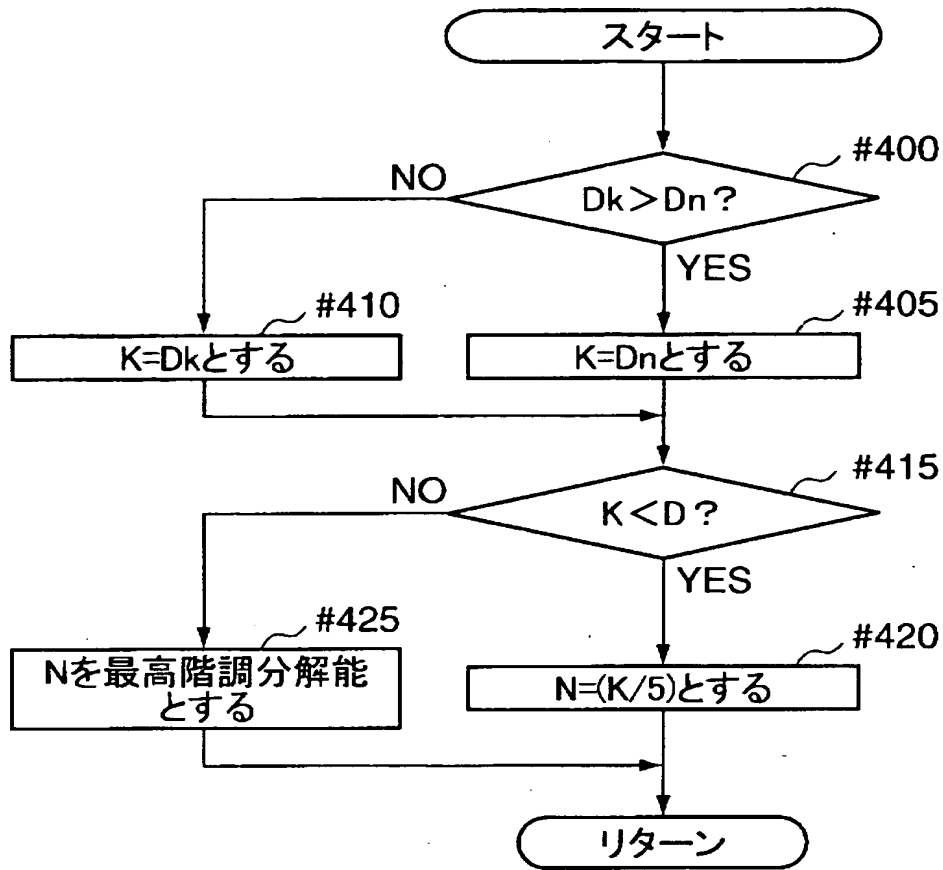 スタート
#400
NO
Dk>Dn?
YES
#410
#405
K=Dkとする
K=Dnとする
#415
NO
K<D?
YES
#425
#420
Nを最高階調分解能
とする
N=(K/5)とする
リターン